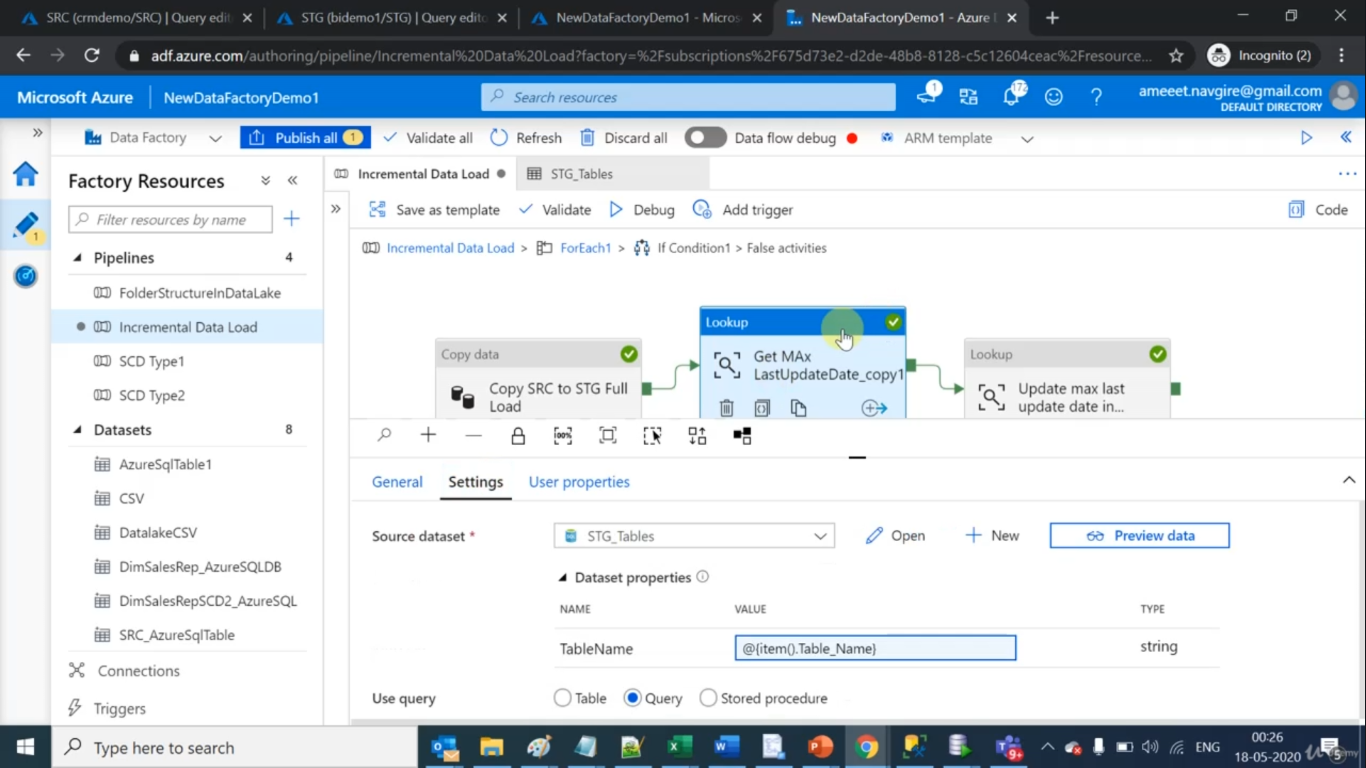 SRC (crmdemo/SRC) | Query edit
STG (bidemo1/STG) | Query edito
NewDataFactoryDemo1 - Micros
NewDataFactoryDemo1 - Azure D
adf.azure.com/authoring/pipeline/Incremental%20Data%20Load?factory=%2Fsubscriptions%2F675d73e2-d2de-48b8-8128-c5c12604ceac%2Fresource...
Incognito (2)
Microsoft Azure
NewDataFactoryDemo1
Search resources
1
172
ameeet.navgire@gmail.com
DEFAULT DIRECTORY
Data Factory
Publish all 1
Validate all
Refresh
Discard all
Data flow debug
ARM template
1
Factory Resources
Filter resources by name
Pipelines 4
FolderStructureInDataLake
Incremental Data Load
SCD Type1
SCD Type2
Datasets 8
AzureSqlTable1
CSV
DatalakeCSV
DimSalesRep_AzureSQLDB
DimSalesRepSCD2_AzureSQL
SRC_AzureSqlTable
Connections
Triggers
Incremental Data Load
STG_Tables
Save as template
Validate
Debug
Add trigger
Code
Incremental Data Load > ForEach1 > If Condition1 > False activities
Copy data
Copy SRC to STG Full
Load
Lookup
Get MAx
LastUpdateDate_copy1
Lookup
Update max last
update date in...
100%
General
Settings
User properties
Source dataset *
STG_Tables
Open
New
Preview data
Dataset properties
NAME
VALUE
TYPE
TableName
@{item().Table_Name}
string
Use query
Table
Query
Stored procedure
Type here to search
9+
ENG
00:26
18-05-2020
5